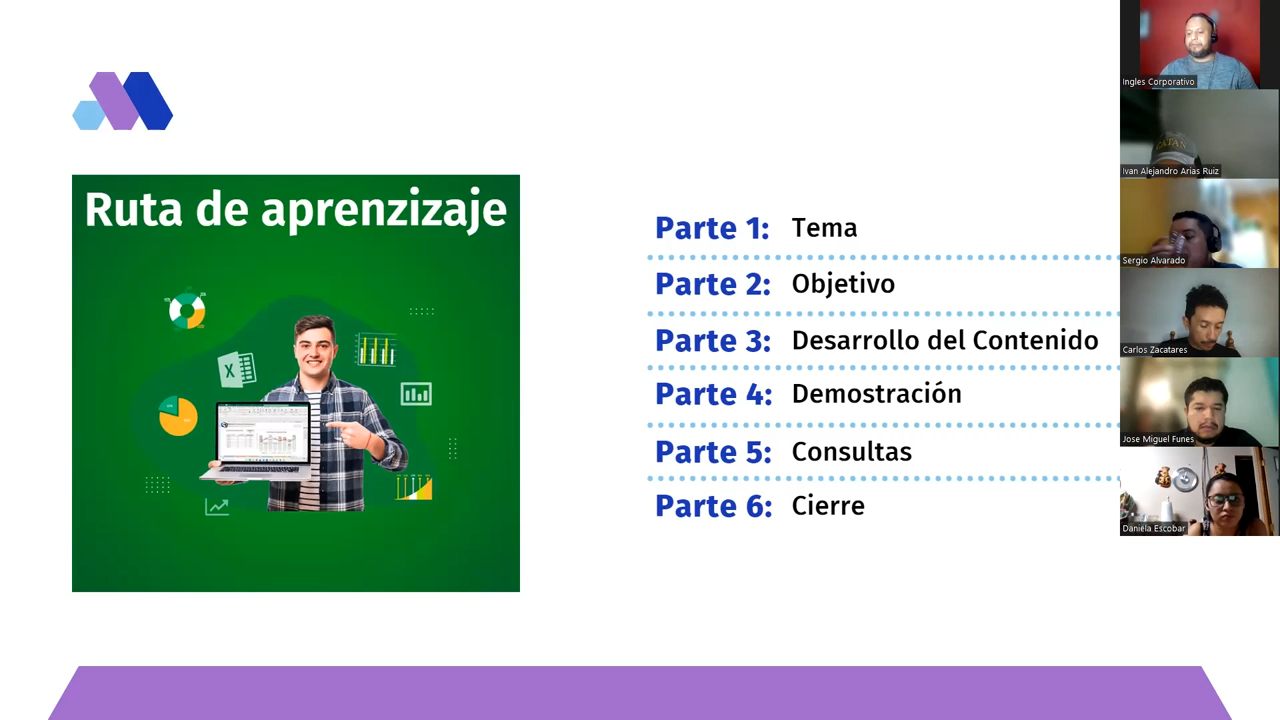 Ruta de aprenzizaje
Parte 1: Tema
Parte 2: Objetivo
Parte 3: Desarrollo del Contenido
Parte 4: Demostración
Parte 5: Consultas
Parte 6: Cierre
Ingles Corporativo
Ivan Alejandro Arias Ruiz
Sergio Alvarado
Carlos Zacatares
Jose Miguel Funes
Daniela Escobar